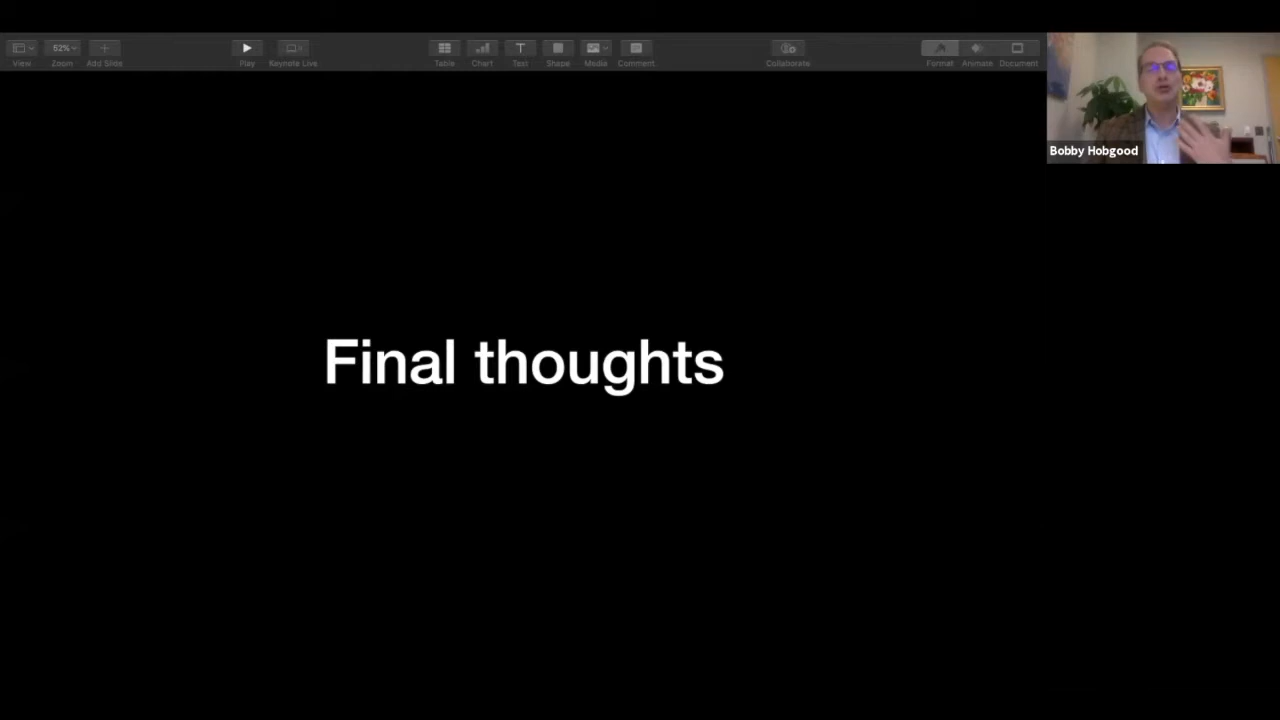 52%
View Zoom Add Slide Play Keynote Live Table Chart Text Shape Media Comment Collaborate Format Animate Document
Bobby Hobgood
Final thoughts